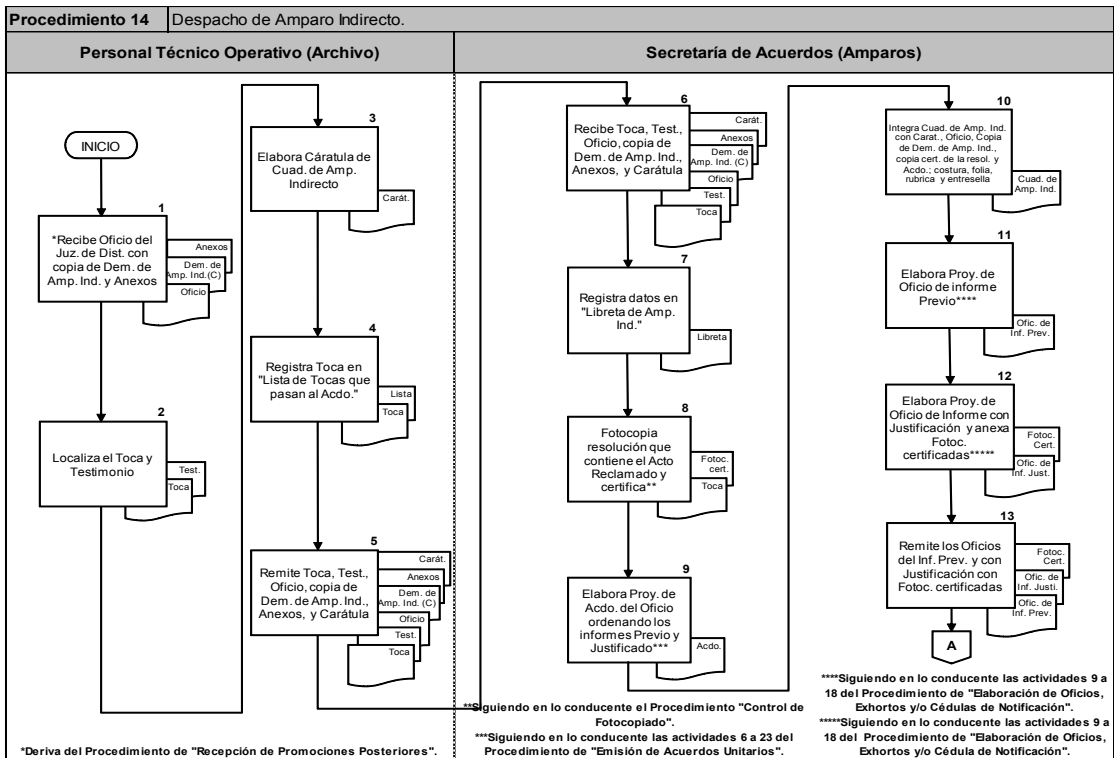 Procedimiento 14 Despacho de Amparo Indirecto.
Personal Técnico Operativo (Archivo)
Secretaría de Acuerdos (Amparos)
INICIO
1
*Recibe Oficio del
Juz. de Dist. con
copia de Dem. de
Amp. Ind. y Anexos
Anexos
Dem. de
Amp. Ind.(C)
Oficio
2
Localiza el Toca y
Testimonio
Test.
Toca
3
Elabora Cáratula de
Cuad. de Amp.
Indirecto
Carát.
4
Registra Toca en
"Lista de Tocas que
pasan al Acdo."
Lista
Toca
5
Remite Toca, Test.,
Oficio, copia de
Dem. de Amp. Ind.,
Anexos, y Carátula
Carát.
Anexos
Dem. de
Amp. Ind. (C)
Oficio
Test.
Toca
*Deriva del Procedimiento de "Recepción de Promociones Posteriores".
6
Recibe Toca, Test.,
Oficio, copia de
Dem. de Amp. Ind.,
Anexos, y Carátula
Carát.
Anexos
Dem. de
Amp. Ind. (C)
Oficio
Test.
Toca
7
Registra datos en
"Libreta de Amp.
Ind."
Libreta
8
Fotocopia
resolución que
contiene el Acto
Reclamado y
certifica**
Fotoc.
cert.
Toca
9
Elabora Proy. de
Acdo. del Oficio
ordenando los
informes Previo y
Justificado***
Acdo.
**Siguiendo en lo conducente el Procedimiento "Control de
Fotocopiado".
***Siguiendo en lo conducente las actividades 6 a 23 del
Procedimiento de "Emisión de Acuerdos Unitarios".
10
Integra Cuad. de Amp. Ind.
con Carat., Oficio, Copia
de Dem. de Amp. Ind.,
copia cert. de la resol. y
Acdo.; costura, folia,
rubrica y entresella
Cuad. de
Amp. Ind.
11
Elabora Proy. de
Oficio de informe
Previo****
Ofic. de
Inf. Prev.
12
Elabora Proy. de
Oficio de Informe con
Justificación y anexa
Fotoc.
certificadas*****
Fotoc.
Cert.
Ofic. de
Inf. Just.
13
Remite los Oficios
del Inf. Prev. y con
Justificación con
Fotoc. certificadas
Fotoc.
Cert.
Ofic. de
Inf. Justi.
Ofic. de
Inf. Prev.
A
****Siguiendo en lo conducente las actividades 9 a
18 del Procedimiento de "Elaboración de Oficios,
Exhortos y/o Cédulas de Notificación".
*****Siguiendo en lo conducente las actividades 9 a
18 del Procedimiento de "Elaboración de Oficios,
Exhortos y/o Cédula de Notificación".